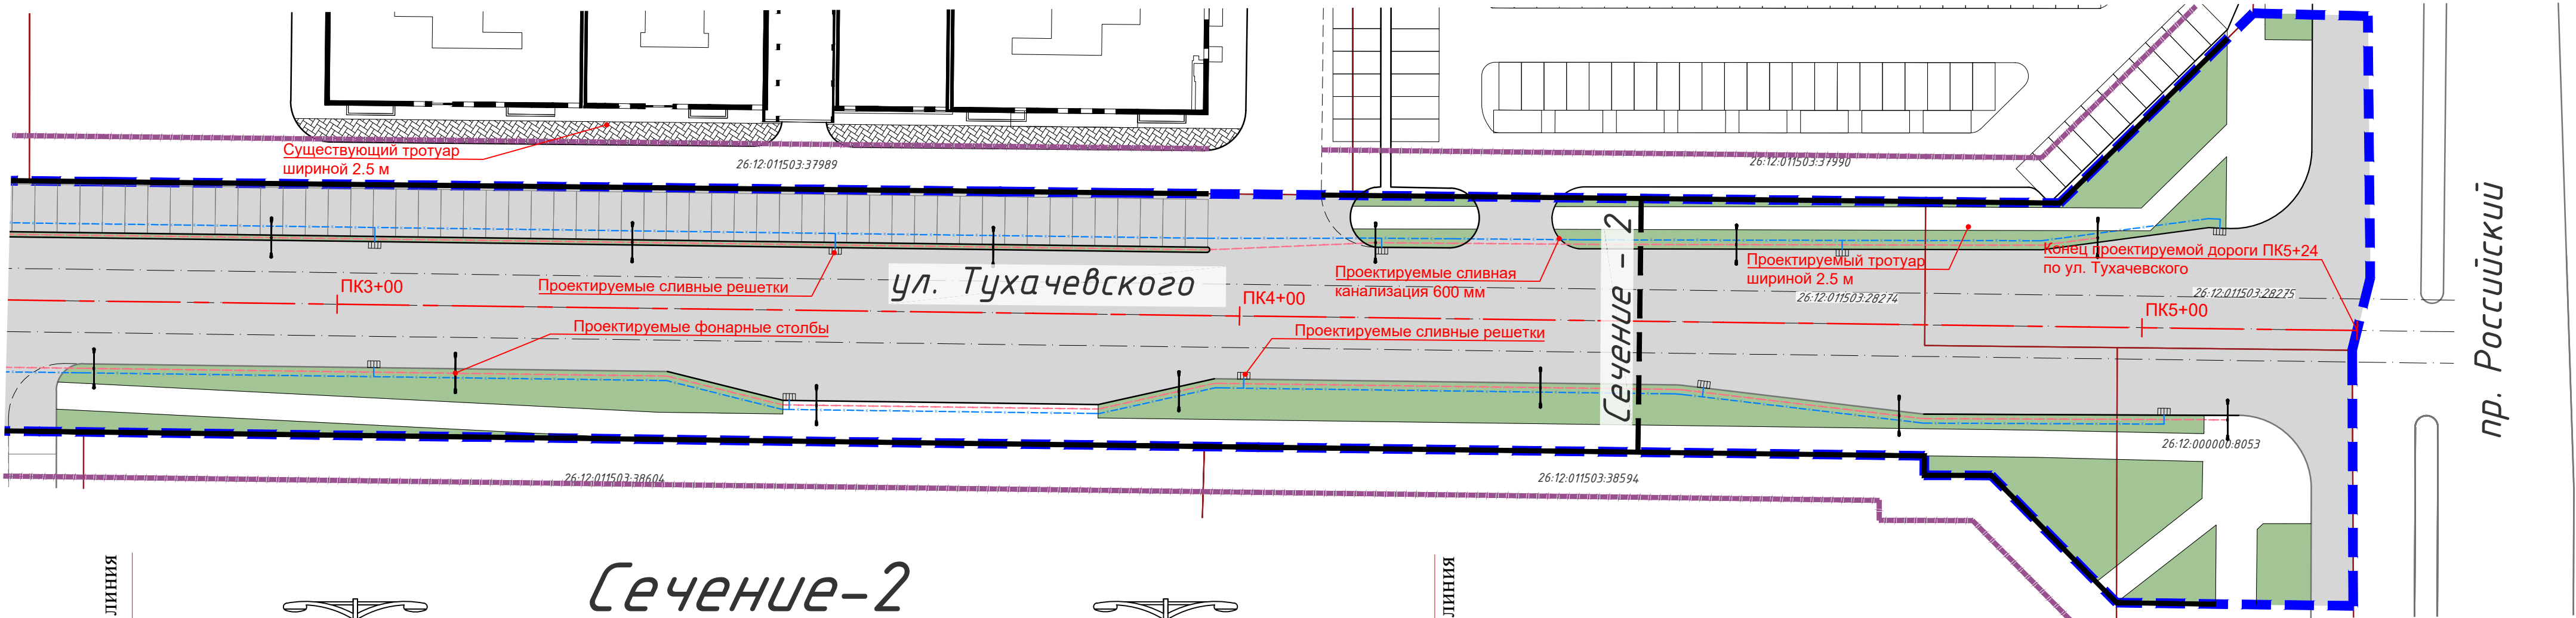 Существующий тротуар
шириной 2.5 м
26:12:011503:37989
26:12:011503:37990
пр. Российский
Сечение -2
ул. Тухачевского
ПК3+00
Проектируемые сливные решетки
Проектируемые сливная
канализация 600 мм
ПК4+00
Проектируемый тротуар
шириной 2.5 м
26:12:011503:28274
Конец проектируемой дороги ПК5+24
по ул. Тухачевского
26:12:011503:28275
ПК5+00
Проектируемые фонарные столбы
Проектируемые сливные решетки
26:12:000000:8053
26:12:011503:38604
26:12:011503:38594
линия
Сечение-2
линия